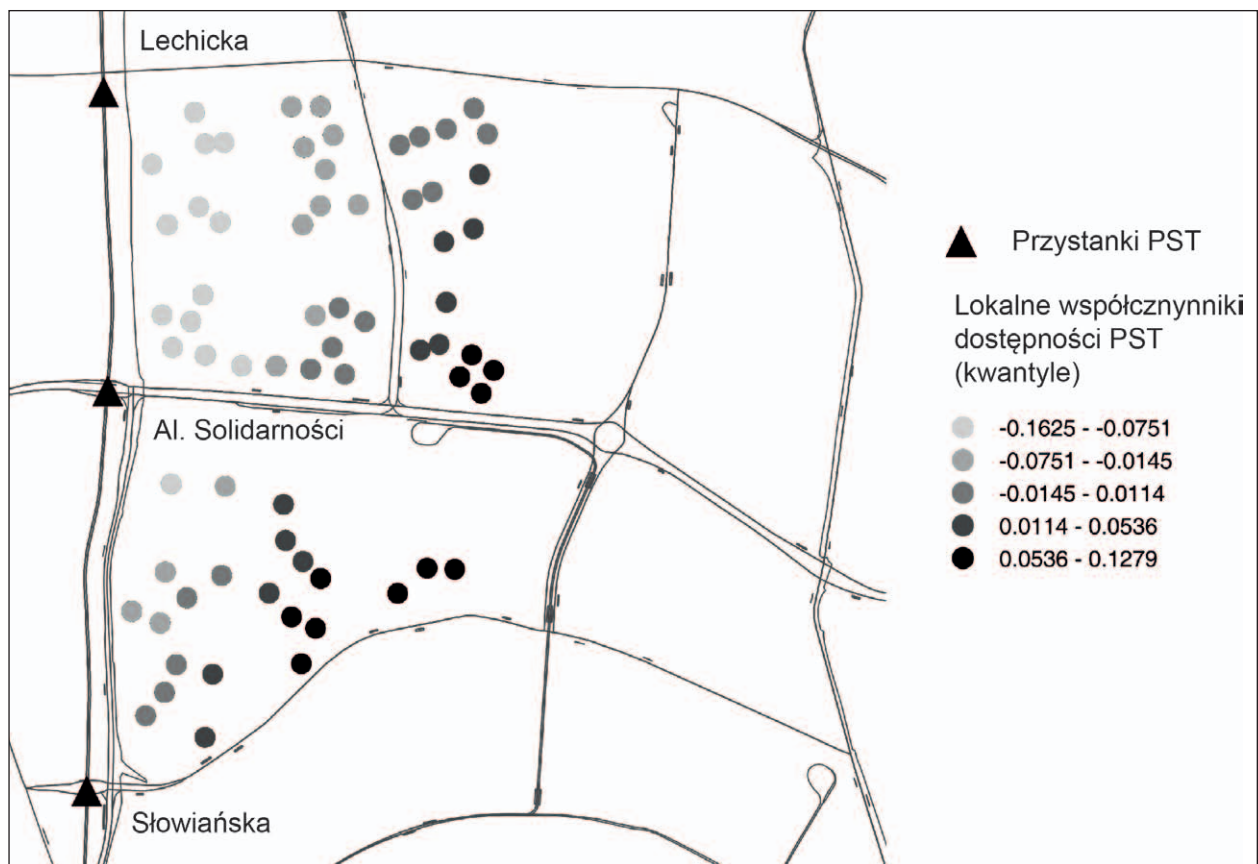 Lechicka
Al. Solidarności
Słowiańska
Przystanki PST
Lokalne współcznynniki
dostępności PST
(kwantyle)
-0.1625 - -0.0751
-0.0751 - -0.0145
-0.0145 - 0.0114
0.0114 - 0.0536
0.0536 - 0.1279